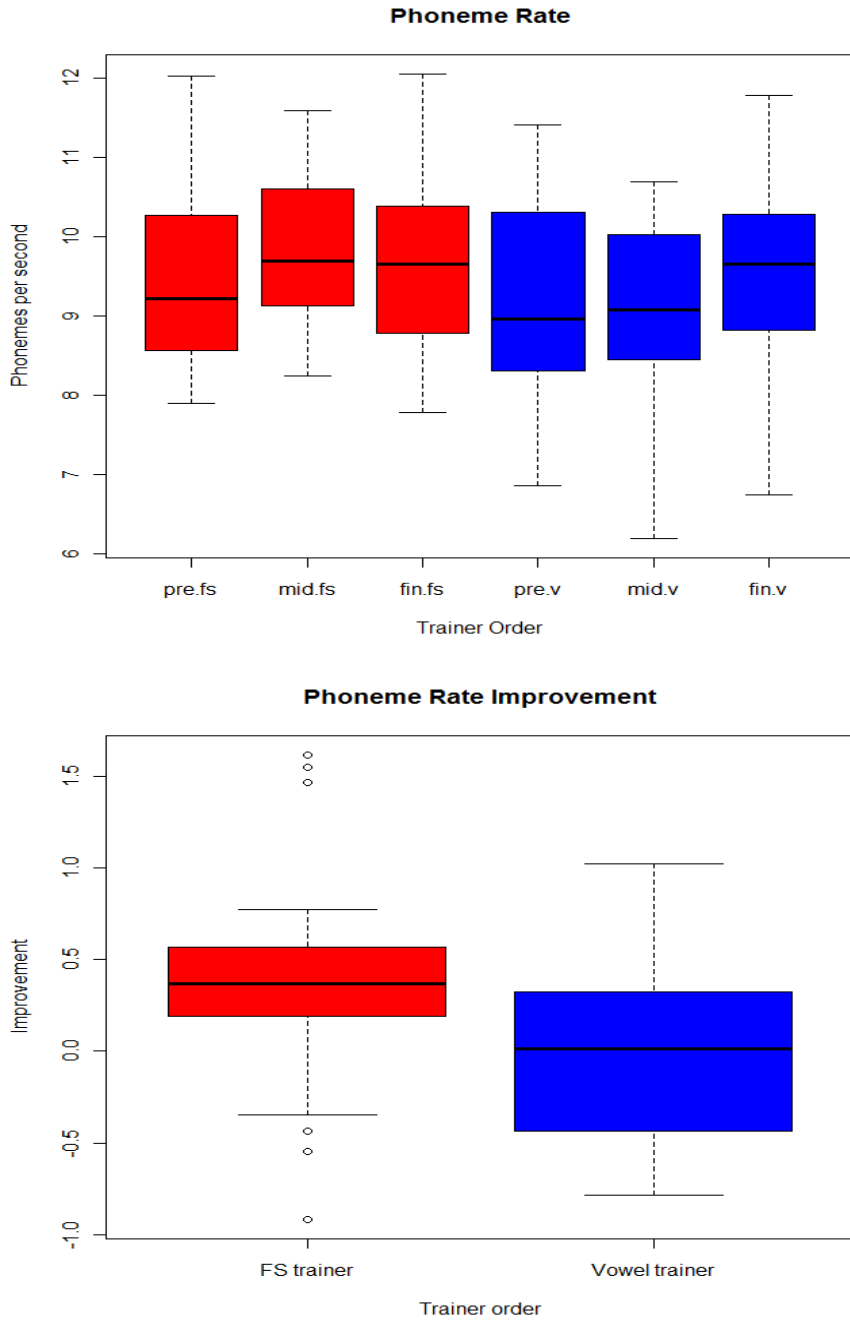 Phoneme Rate
Phonemes per second
12
11
10
9
8
7
6
pre.fs mid.fs fin.fs pre.v mid.v fin.v
Trainer Order
Phoneme Rate Improvement
Improvement
1.5
1.0
0.5
0.0
-0.5
-1.0
FS trainer Vowel trainer
Trainer order